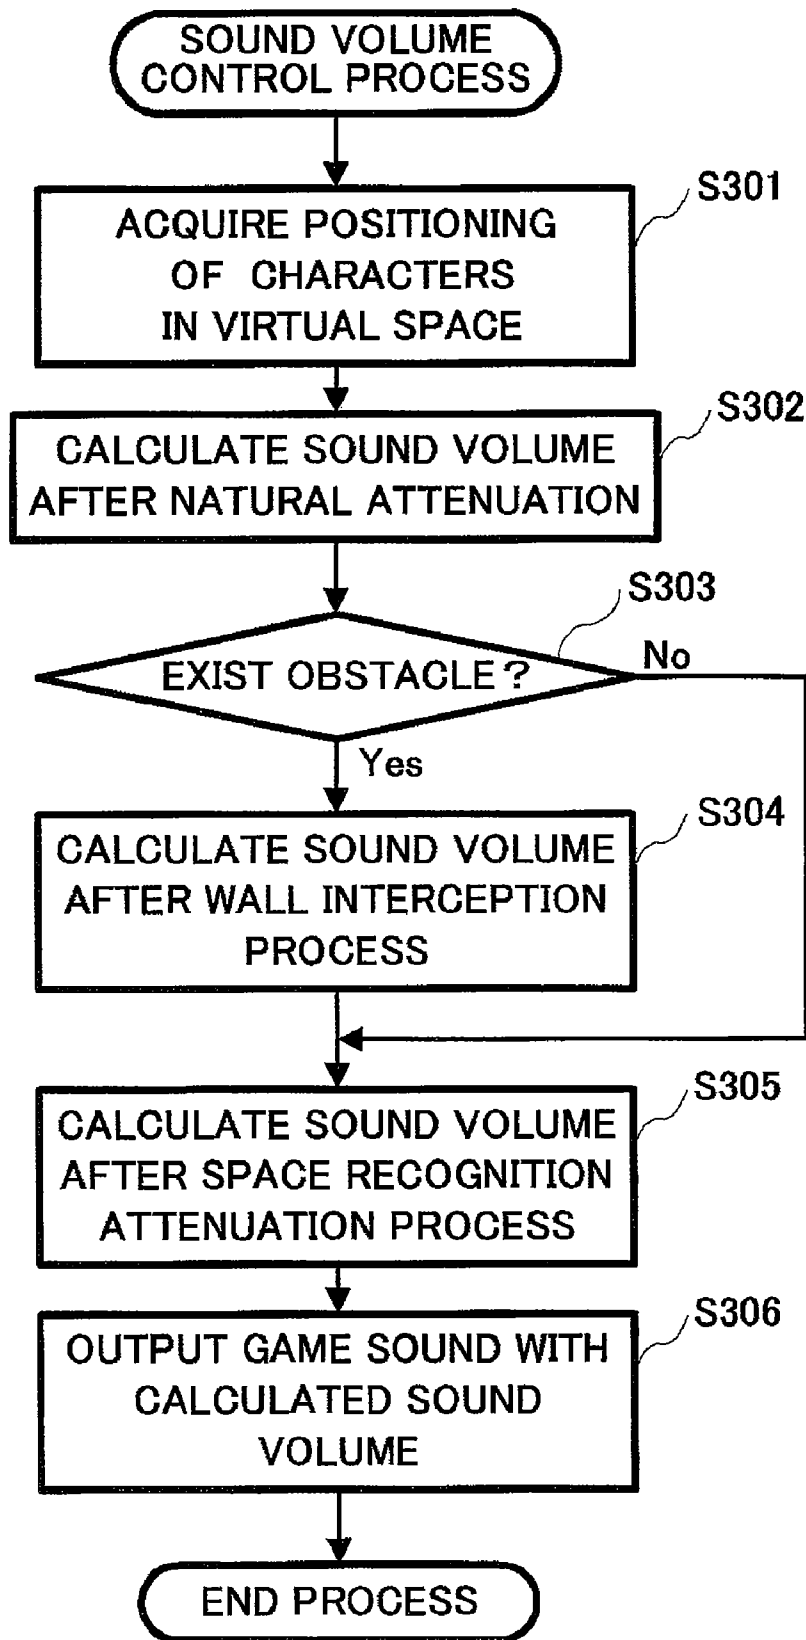 SOUND VOLUME
CONTROL PROCESS
S301
ACQUIRE POSITIONING
OF CHARACTERS
IN VIRTUAL SPACE
S302
CALCULATE SOUND VOLUME
AFTER NATURAL ATTENUATION
S303
EXIST OBSTACLE?
No
Yes
S304
CALCULATE SOUND VOLUME
AFTER WALL INTERCEPTION
PROCESS
S305
CALCULATE SOUND VOLUME
AFTER SPACE RECOGNITION
ATTENUATION PROCESS
S306
OUTPUT GAME SOUND WITH
CALCULATED SOUND
VOLUME
END PROCESS